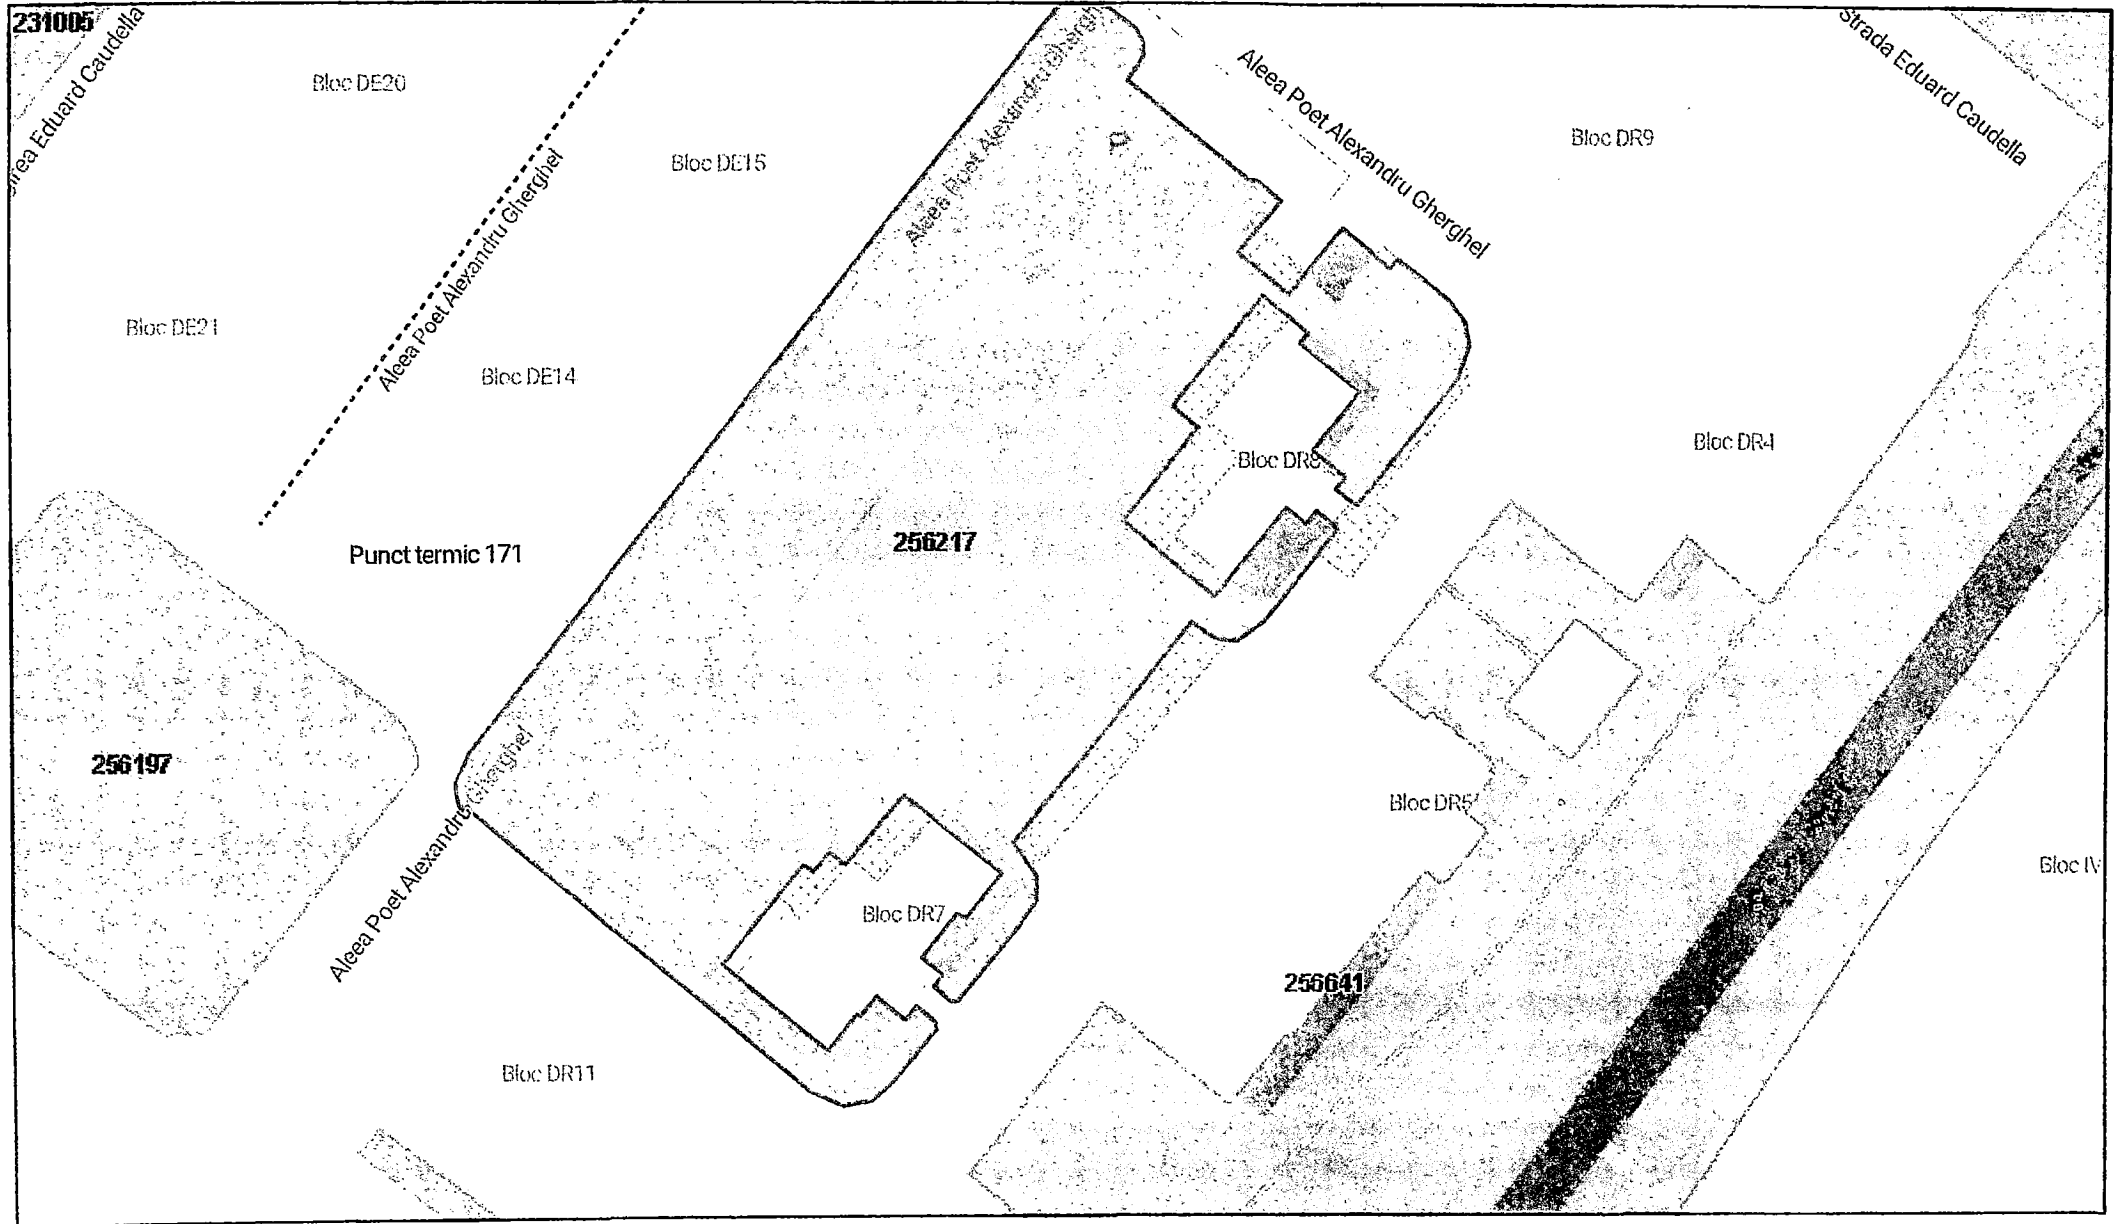 231005
Eduard Caudella
Bloc DE20
Aleea Poet Alexandru Gherghel
Bloc DE15
Aleea Poet Alexandru Gherghel
Aleea Poet Alexandru Gherghel
Bloc DR9
Strada Eduard Caudella
Bloc DE21
Bloc DE14
Bloc DR8
Bloc DR4
Punct termic 171
256217
256197
Aleea Poet Alexandru Gherghel
Bloc DR5
Bloc IV
Bloc DR7
256641
Bloc DR11